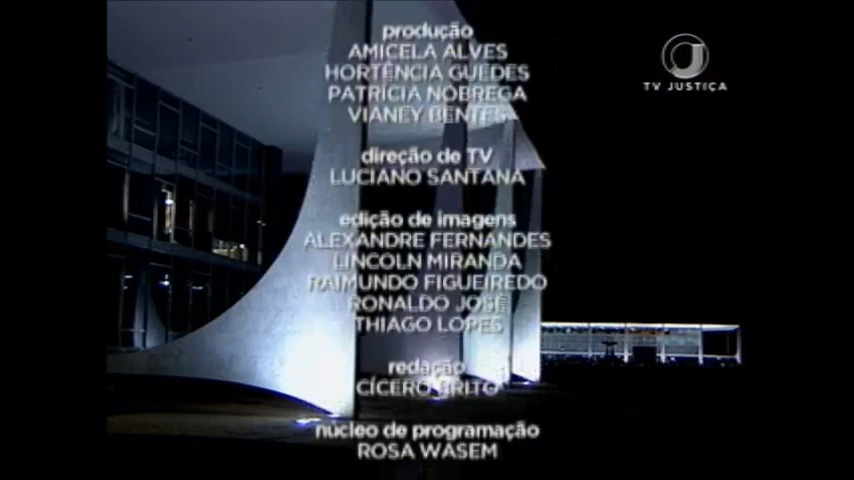 produção
AMICELA ALVES
HORTÊNCIA GUEDES
PATRÍCIA NÓBREGA
VIANEY BENTES
direção de TV
LUCIANO SANTANA
edição de imagens
ALEXANDRE FERNANDES
LINCOLN MIRANDA
RAIMUNDO FIGUEIREDO
RONALDO JOSÉ
THIAGO LOPES
redação
CÍCERO BRITO
núcleo de programação
ROSA WASEM
TV JUSTIÇA